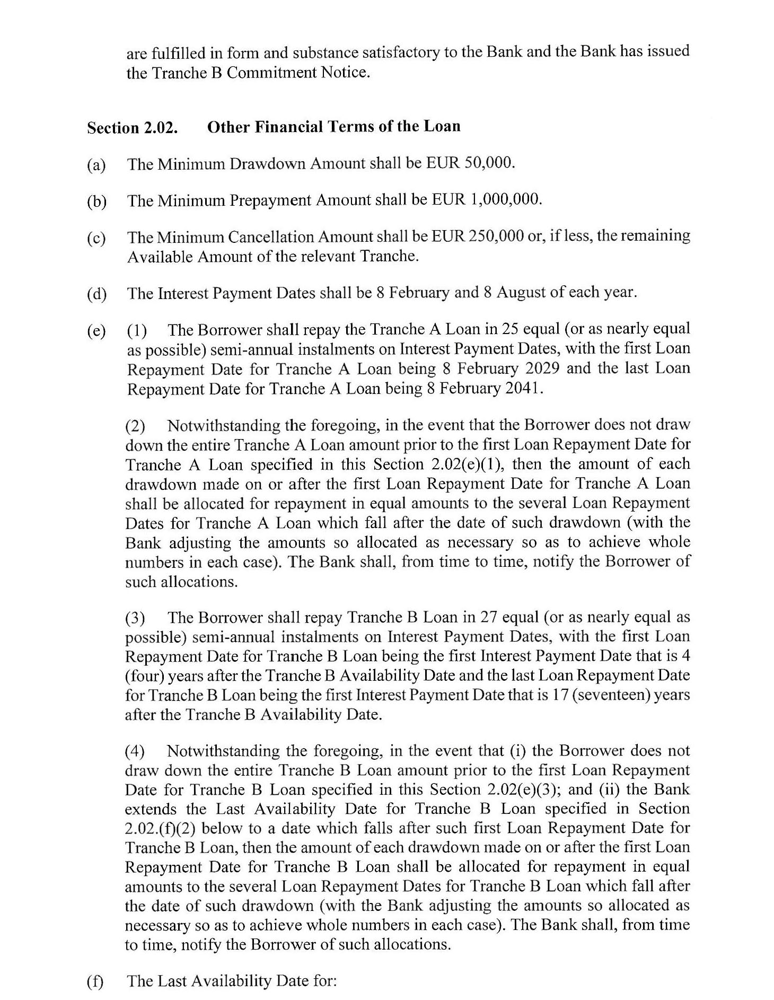 are fulfilled in form and substance satisfactory to the Bank and the Bank has issued
the Tranche B Commitment Notice.
Section 2.02. Other Financial Terms of the Loan
(a) The Minimum Drawdown Amount shall be EUR 50,000.
(b) The Minimum Prepayment Amount shall be EUR 1,000,000.
(c) The Minimum Cancellation Amount shall be EUR 250,000 or, if less, the remaining
Available Amount of the relevant Tranche.
(d) The Interest Payment Dates shall be 8 February and 8 August of each year.
(e) (1) The Borrower shall repay the Tranche A Loan in 25 equal (or as nearly equal
as possible) semi-annual instalments on Interest Payment Dates, with the first Loan
Repayment Date for Tranche A Loan being 8 February 2029 and the last Loan
Repayment Date for Tranche A Loan being 8 February 2041.
(2) Notwithstanding the foregoing, in the event that the Borrower does not draw
down the entire Tranche A Loan amount prior to the first Loan Repayment Date for
Tranche A Loan specified in this Section 2.02(e)(1), then the amount of each
drawdown made on or after the first Loan Repayment Date for Tranche A Loan
shall be allocated for repayment in equal amounts to the several Loan Repayment
Dates for Tranche A Loan which fall after the date of such drawdown (with the
Bank adjusting the amounts so allocated as necessary so as to achieve whole
numbers in each case). The Bank shall, from time to time, notify the Borrower of
such allocations.
(3) The Borrower shall repay Tranche B Loan in 27 equal (or as nearly equal as
possible) semi-annual instalments on Interest Payment Dates, with the first Loan
Repayment Date for Tranche B Loan being the first Interest Payment Date that is 4
(four) years after the Tranche B Availability Date and the last Loan Repayment Date
for Tranche B Loan being the first Interest Payment Date that is 17 (seventeen) years
after the Tranche B Availability Date.
(4) Notwithstanding the foregoing, in the event that (i) the Borrower does not
draw down the entire Tranche B Loan amount prior to the first Loan Repayment
Date for Tranche B Loan specified in this Section 2.02(e)(3); and (ii) the Bank
extends the Last Availability Date for Tranche B Loan specified in Section
2.02.(f)(2) below to a date which falls after such first Loan Repayment Date for
Tranche B Loan, then the amount of each drawdown made on or after the first Loan
Repayment Date for Tranche B Loan shall be allocated for repayment in equal
amounts to the several Loan Repayment Dates for Tranche B Loan which fall after
the date of such drawdown (with the Bank adjusting the amounts so allocated as
necessary so as to achieve whole numbers in each case). The Bank shall, from time
to time, notify the Borrower of such allocations.
(f) The Last Availability Date for: